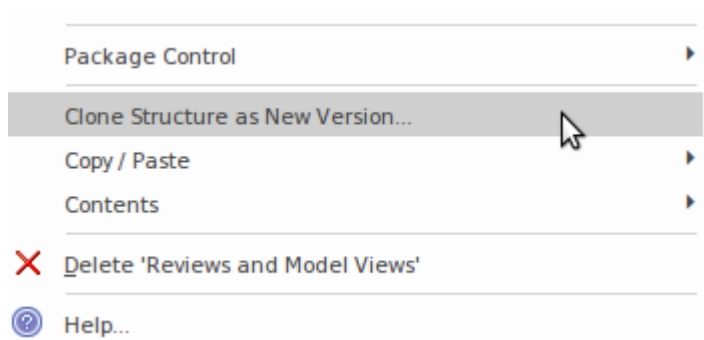 Package Control
Clone Structure as New Version...
Copy / Paste
Contents
Delete 'Reviews and Model Views'
Help...